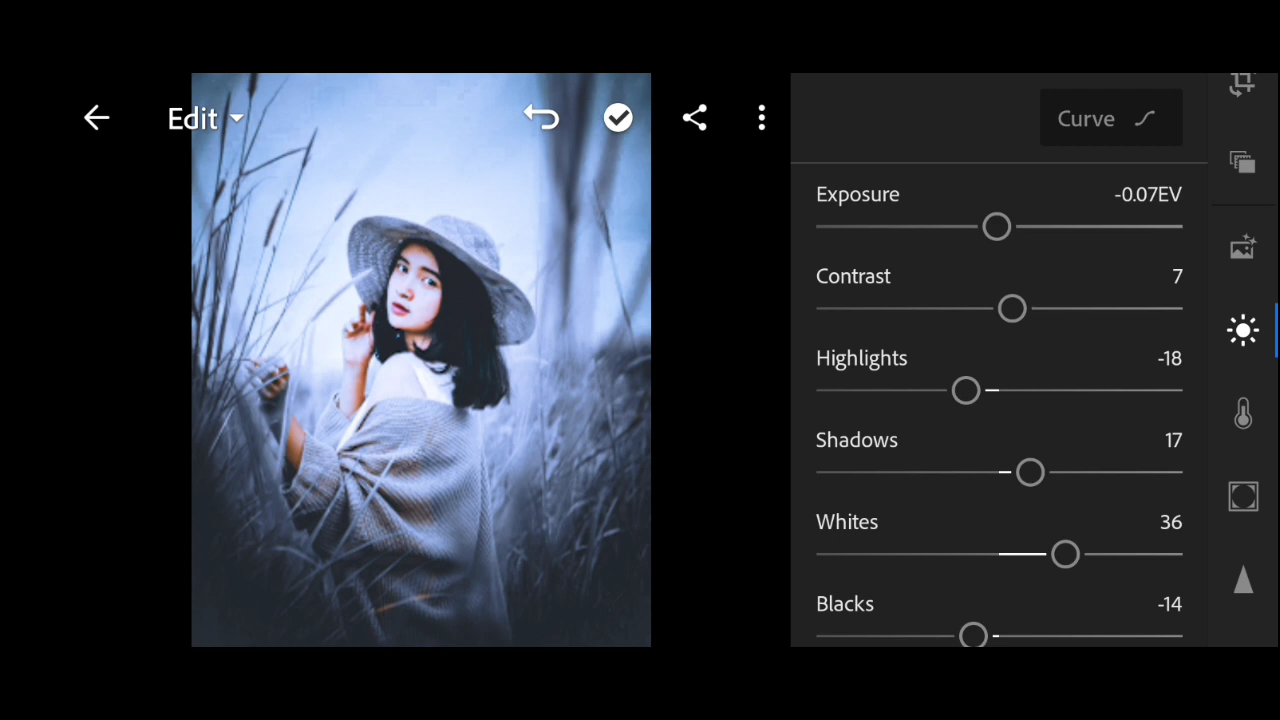 Edit
Curve
Exposure -0.07EV
Contrast 7
Highlights -18
Shadows 17
Whites 36
Blacks -14